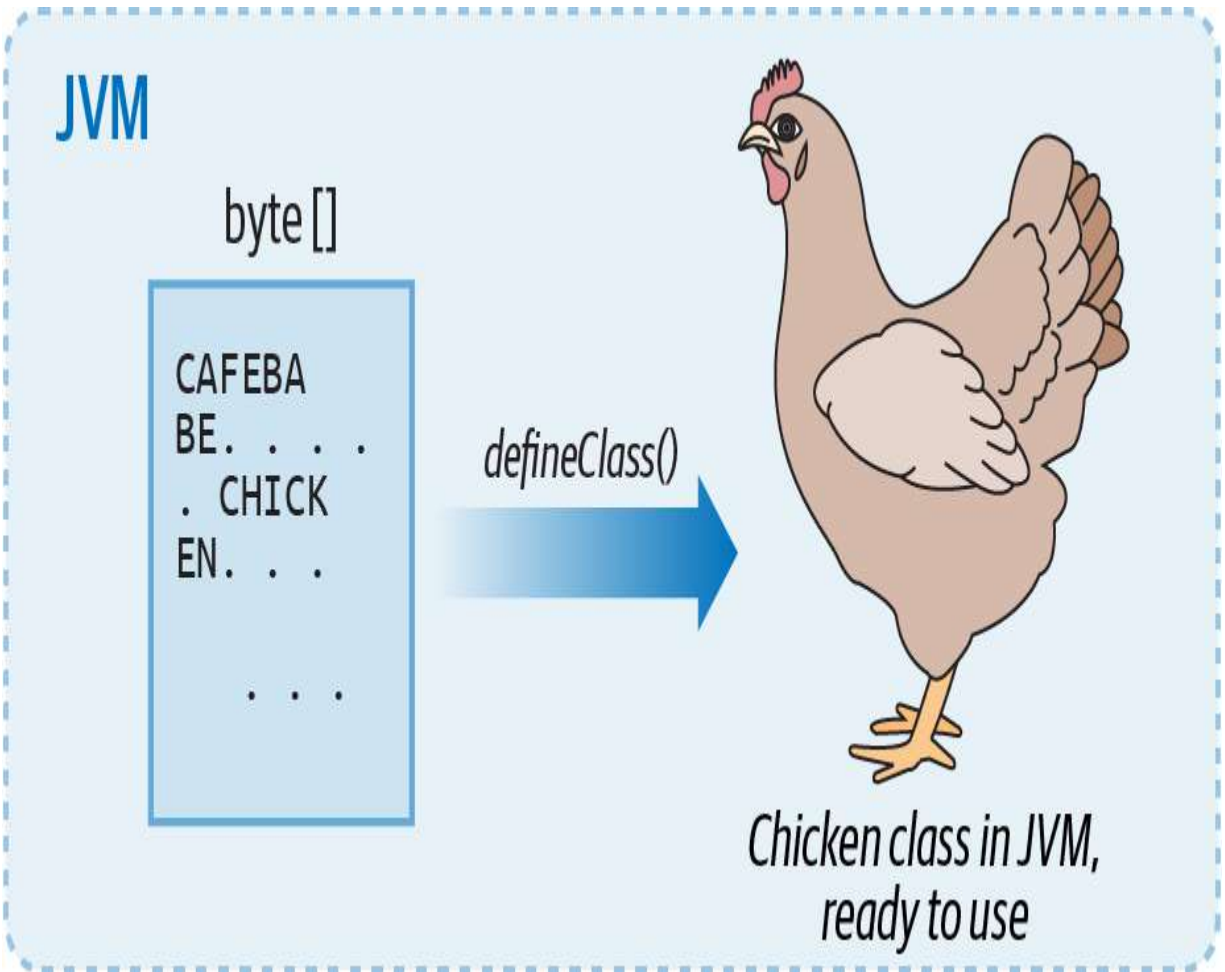 JVM
byte []
CAFEBA
BE. . . .
. CHICK
EN. . .
. . .
defineClass()
Chicken class in JVM,
ready to use